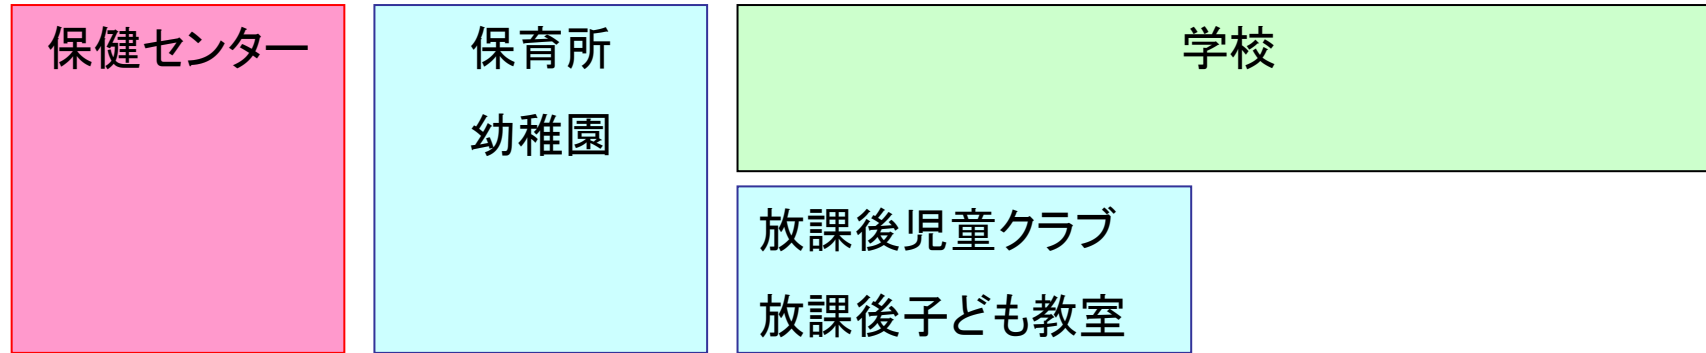 保健センター
保育所
幼稚園
学校
放課後児童クラブ
放課後子ども教室